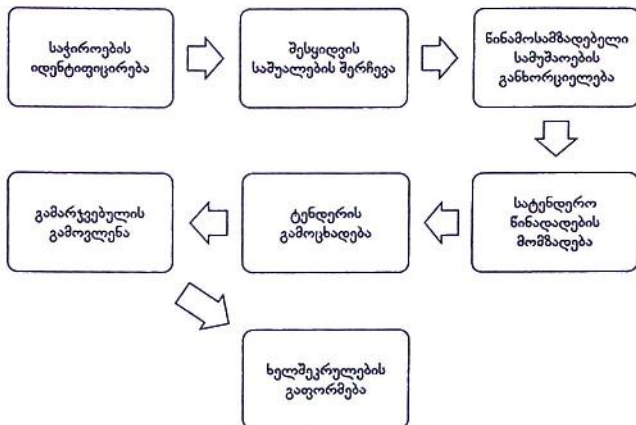 საჭიროების
იდენტიფიცირება
შესყიდვის
საშუალების შერჩევა
წინამოსამზადებელი
სამუშაოების
განხორციელება
სატენდერო
წინადადების
მომზადება
ტენდერის
გამოცხადება
გამარჯვებულის
გამოვლენა
ხელშეკრულების
გაფორმება